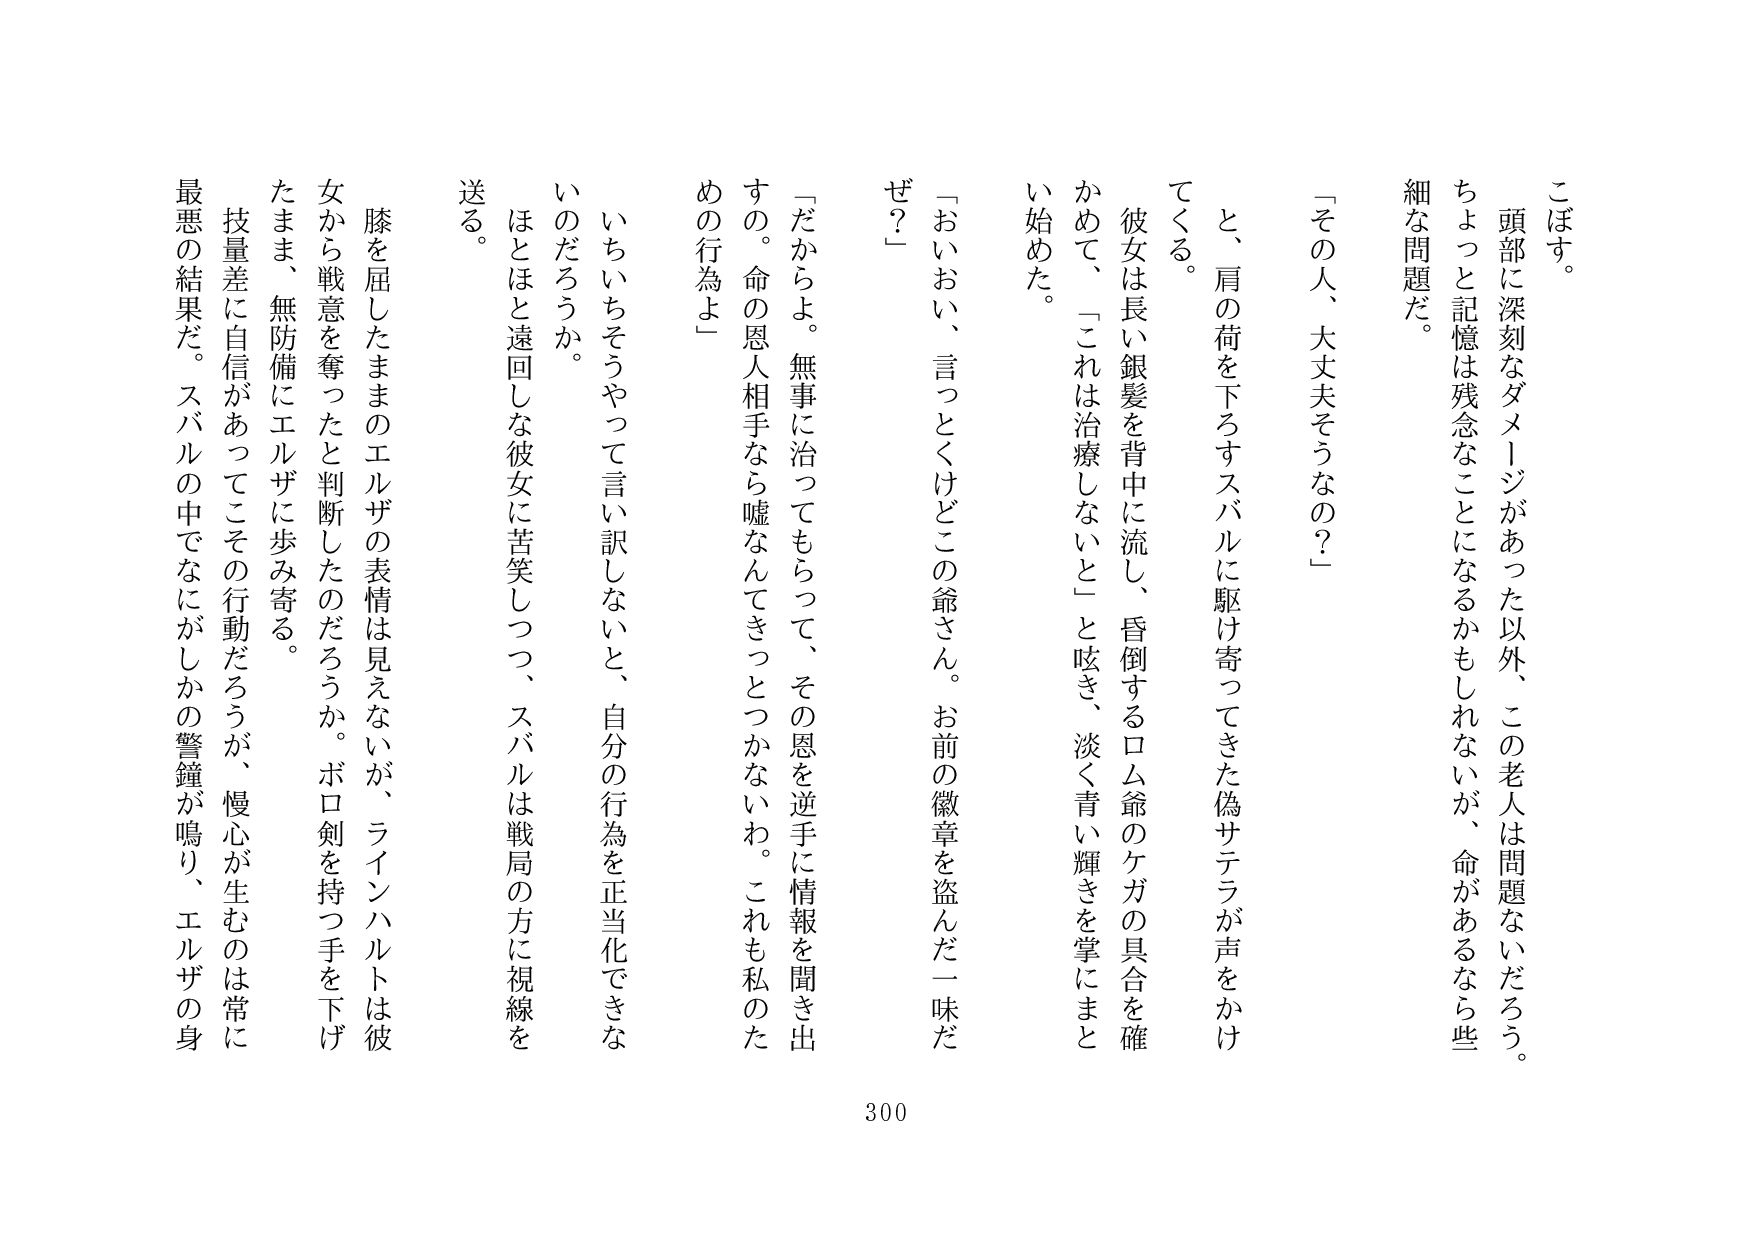 こぼす。
　頭部に深刻なダメージがあった以外、この老人は問題ないだろう。
ちょっと記憶は残念なことになるかもしれないが、命があるなら些
細な問題だ。
「その人、大丈夫そうなの？」
　と、肩の荷を下ろすスバルに駆け寄ってきた偽サテラが声をかけ
てくる。
　彼女は長い銀髪を背中に流し、昏倒するロム爺のケガの具合を確
かめて、「これは治療しないと」と呟き、淡く青い輝きを掌にまと
い始めた。
「おいおい、言っとくけどこの爺さん。お前の徽章を盗んだ一味だ
ぜ？」
「だからよ。無事に治ってもらって、その恩を逆手に情報を聞き出
すの。命の恩人相手なら嘘なんてきっとつかないわ。これも私のた
めの行為よ」
　いちいちそうやって言い訳しないと、自分の行為を正当化できな
いのだろうか。
　ほとほと遠回しな彼女に苦笑しつつ、スバルは戦局の方に視線を
送る。
　膝を屈したままのエルザの表情は見えないが、ラインハルトは彼
女から戦意を奪ったと判断したのだろうか。ボロ剣を持つ手を下げ
たまま、無防備にエルザに歩み寄る。
　技量差に自信があってこその行動だろうが、慢心が生むのは常に
最悪の結果だ。スバルの中でなにがしかの警鐘が鳴り、エルザの身
300